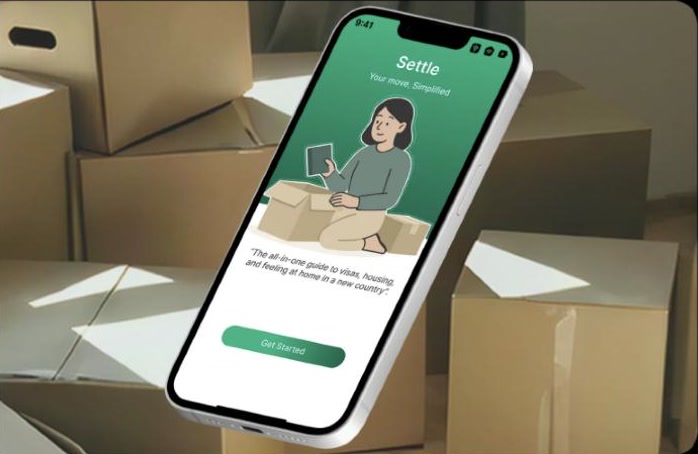 9:41
Settle
Your move, Simplified
"The all-in-one guide to visas, housing,
and feeling at home in a new country".
Get Started